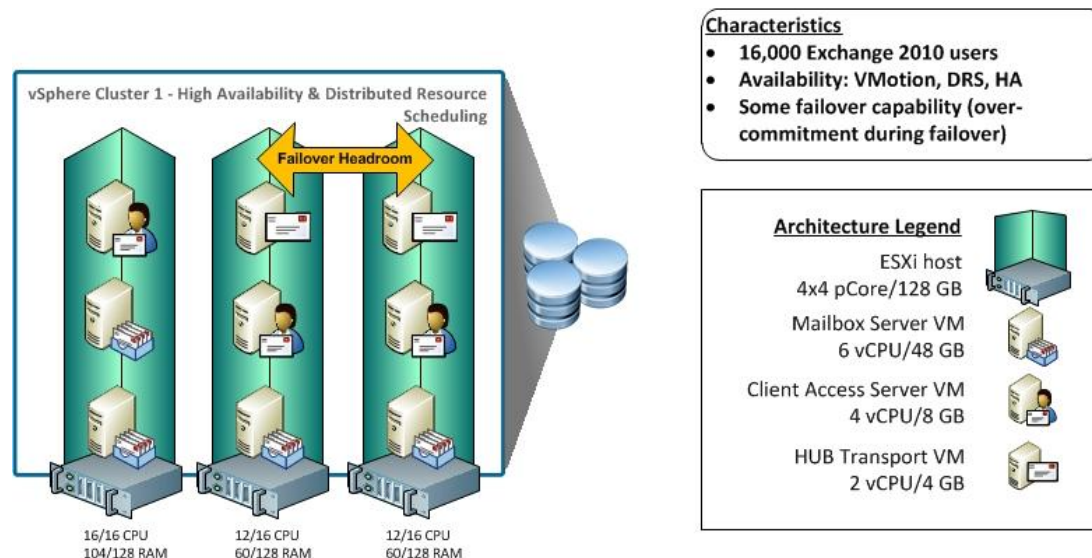 vSphere Cluster 1 - High Availability & Distributed Resource
Scheduling
Failover Headroom
16/16 CPU
104/128 RAM
12/16 CPU
60/128 RAM
12/16 CPU
60/128 RAM
Characteristics
• 16,000 Exchange 2010 users
• Availability: VMotion, DRS, HA
• Some failover capability (over-
commitment during failover)
Architecture Legend
ESXi host
4x4 pCore/128 GB
Mailbox Server VM
6 vCPU/48 GB
Client Access Server VM
4 vCPU/8 GB
HUB Transport VM
2 vCPU/4 GB